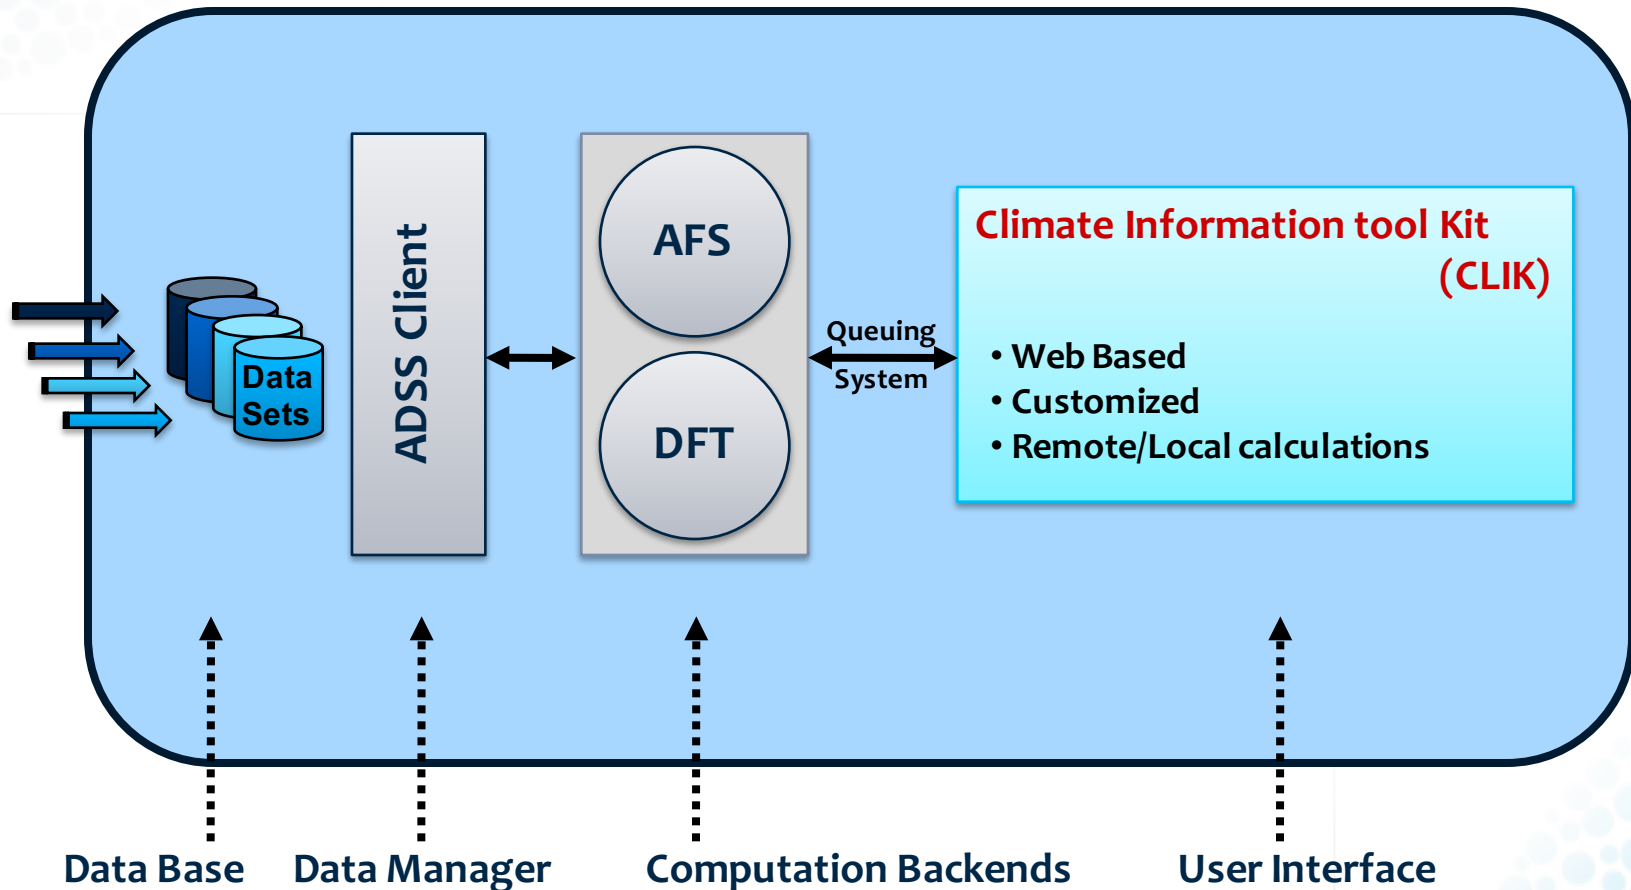 Data
Sets
ADSS Client
AFS
DFT
Queuing
System
Climate Information tool Kit
(CLIK)
• Web Based
• Customized
• Remote/Local calculations
Data Base
Data Manager
Computation Backends
User Interface